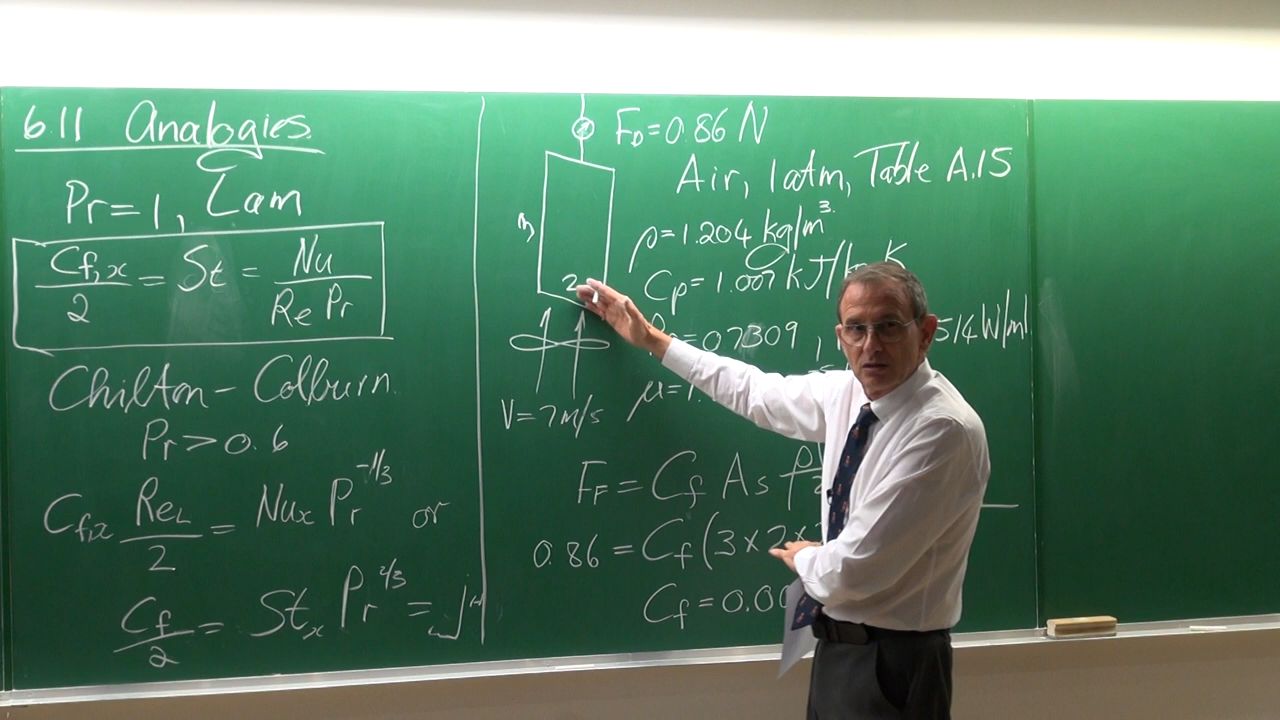 6.11 Analogies.
Pr = 1, Lam
Cf,x / 2 = St = Nu / Re Pr
Chilton - Colburn.
Pr > 0.6
Cf,x ReL / 2 = Nux Pr^-1/3 or
Cf / 2 = Stx Pr^2/3 = jH
FD = 0.86 N
Air, 1atm, Table A.15
3
ρ = 1.204 kg/m^3.
Cp = 1.007 kJ/kg K
2
= 0.7309 ,
514 W/m
μ = 1.
V = 7 m/s
FF = Cf As ρ
0.86 = Cf (3 × 2 ×
Cf = 0.00